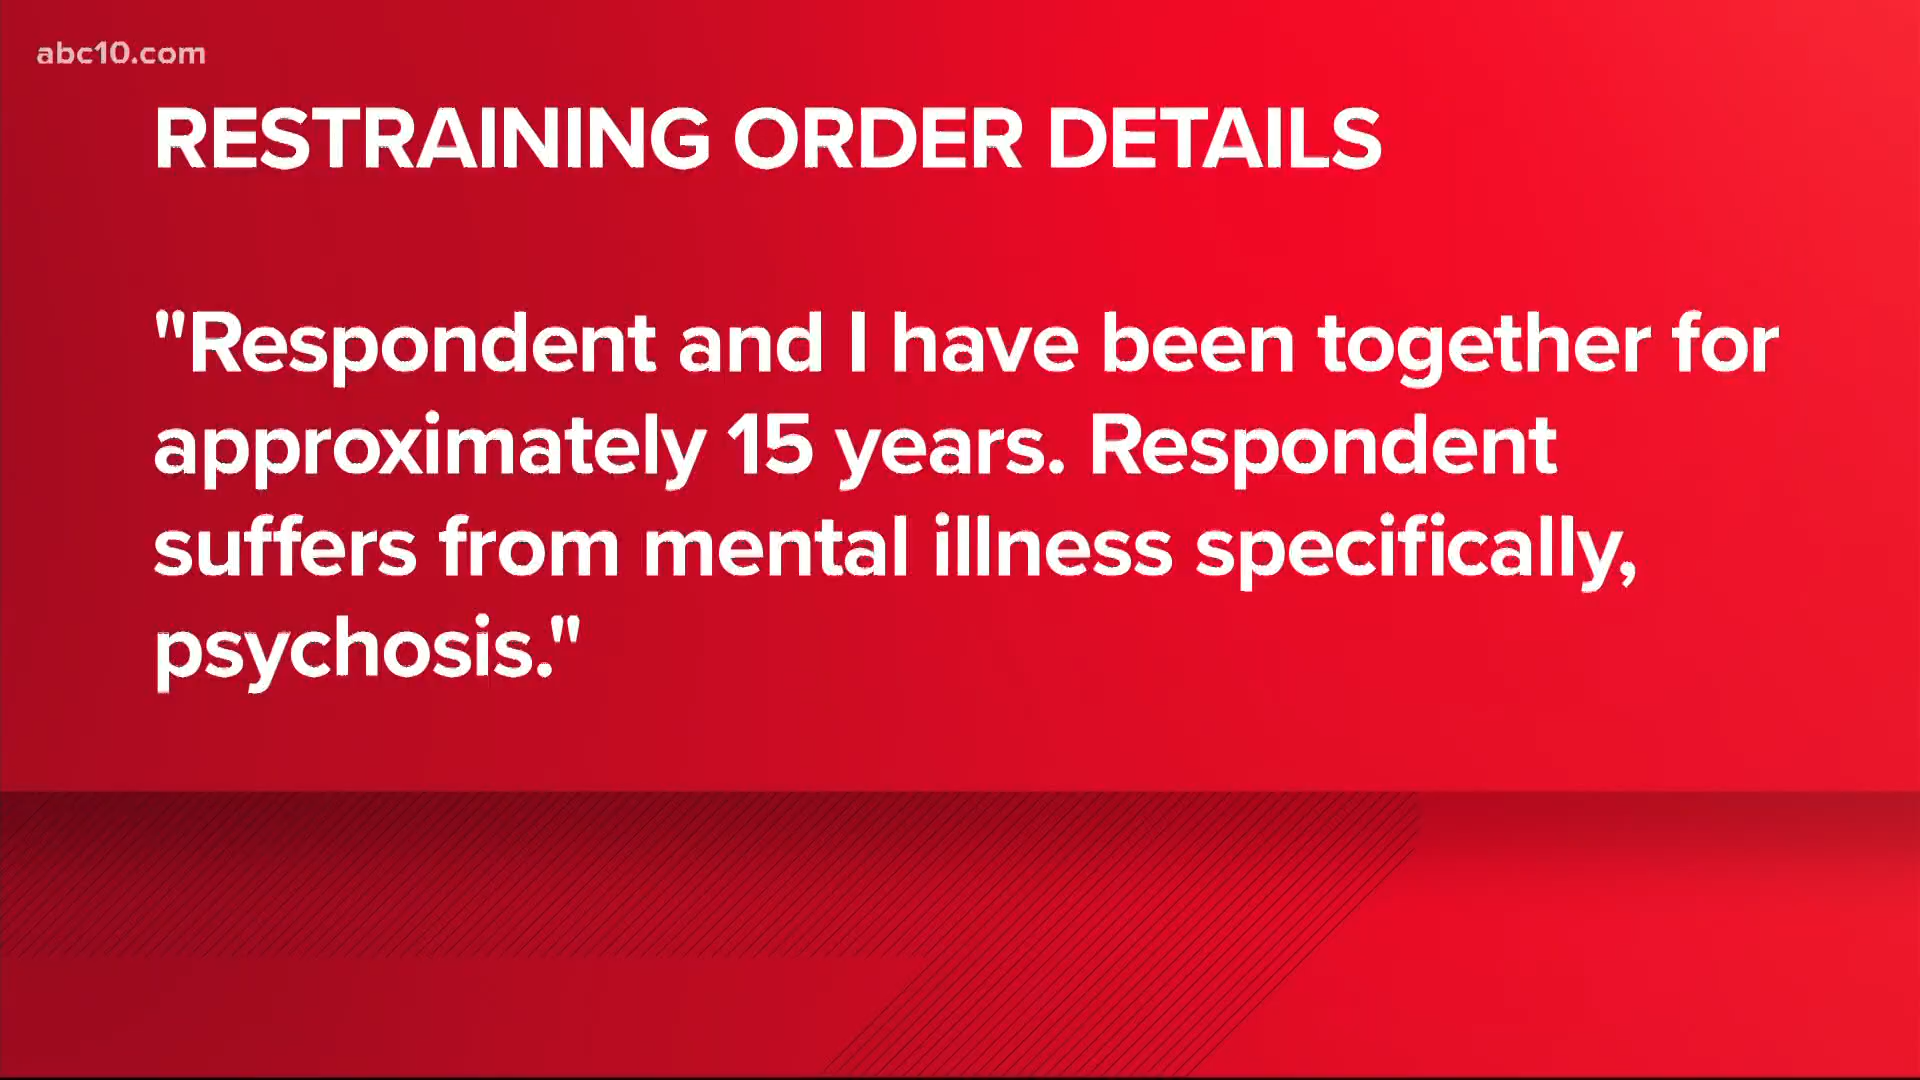 abc10.com
RESTRAINING ORDER DETAILS
"Respondent and I have been together for
approximately 15 years. Respondent
suffers from mental illness specifically,
psychosis."